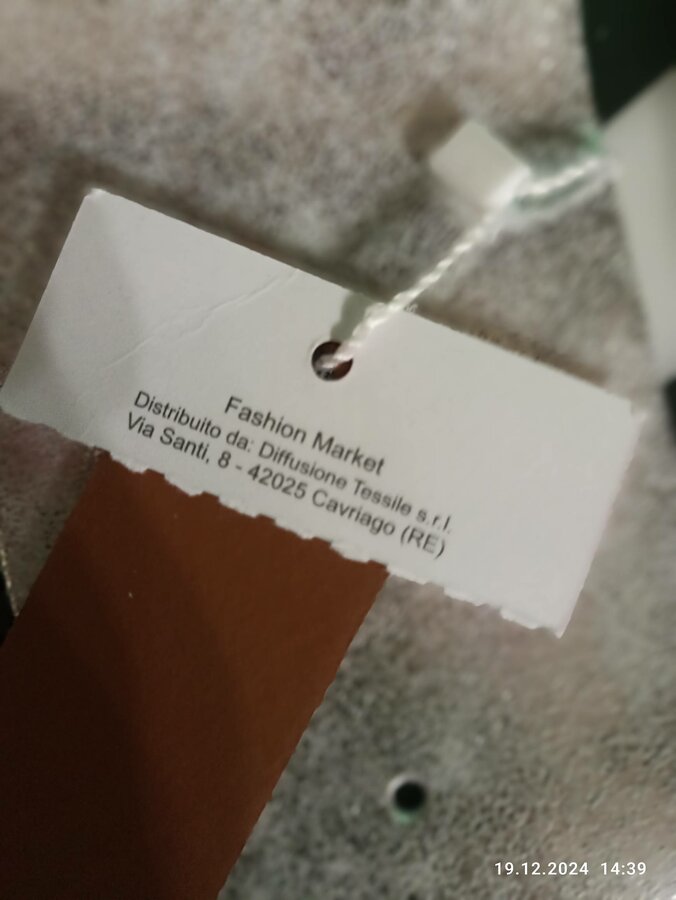 Fashion Market
Distribuito da: Diffusione Tessile s.r.l.
Via Santi, 8 - 42025 Cavriago (RE)
19.12.2024 14:39